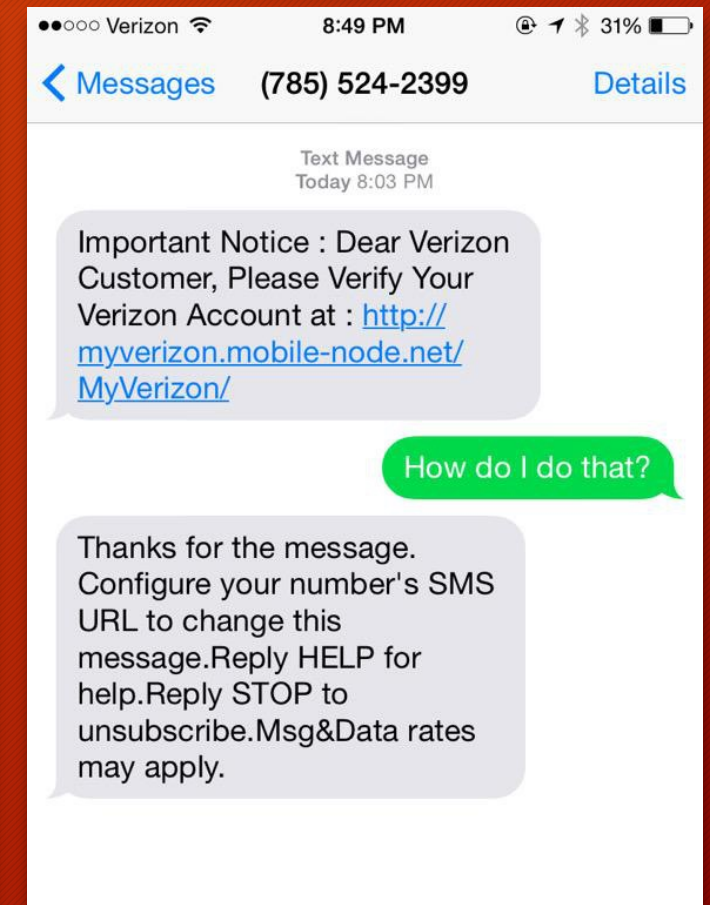 Verizon 8:49 PM 31%
Messages (785) 524-2399 Details
Text Message
Today 8:03 PM
Important Notice : Dear Verizon
Customer, Please Verify Your
Verizon Account at : http://
myverizon.mobile-node.net/
MyVerizon/
How do I do that?
Thanks for the message.
Configure your number's SMS
URL to change this
message.Reply HELP for
help.Reply STOP to
unsubscribe.Msg&Data rates
may apply.